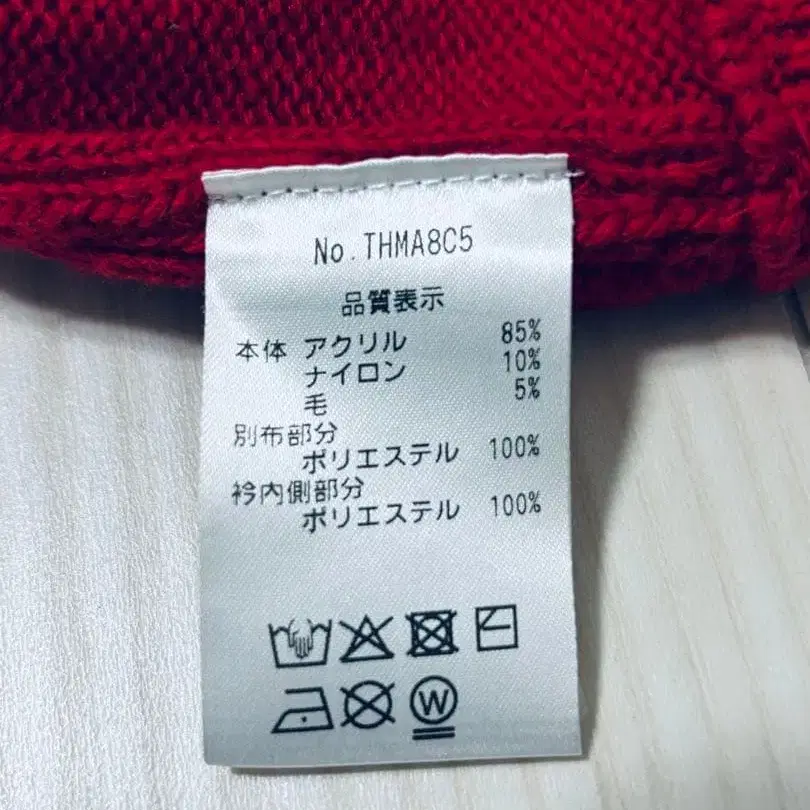 No.THMA8C5
品質表示
本体 アクリル 85%
ナイロン 10%
毛 5%
別布部分
ポリエステル 100%
衿内側部分
ポリエステル 100%
W